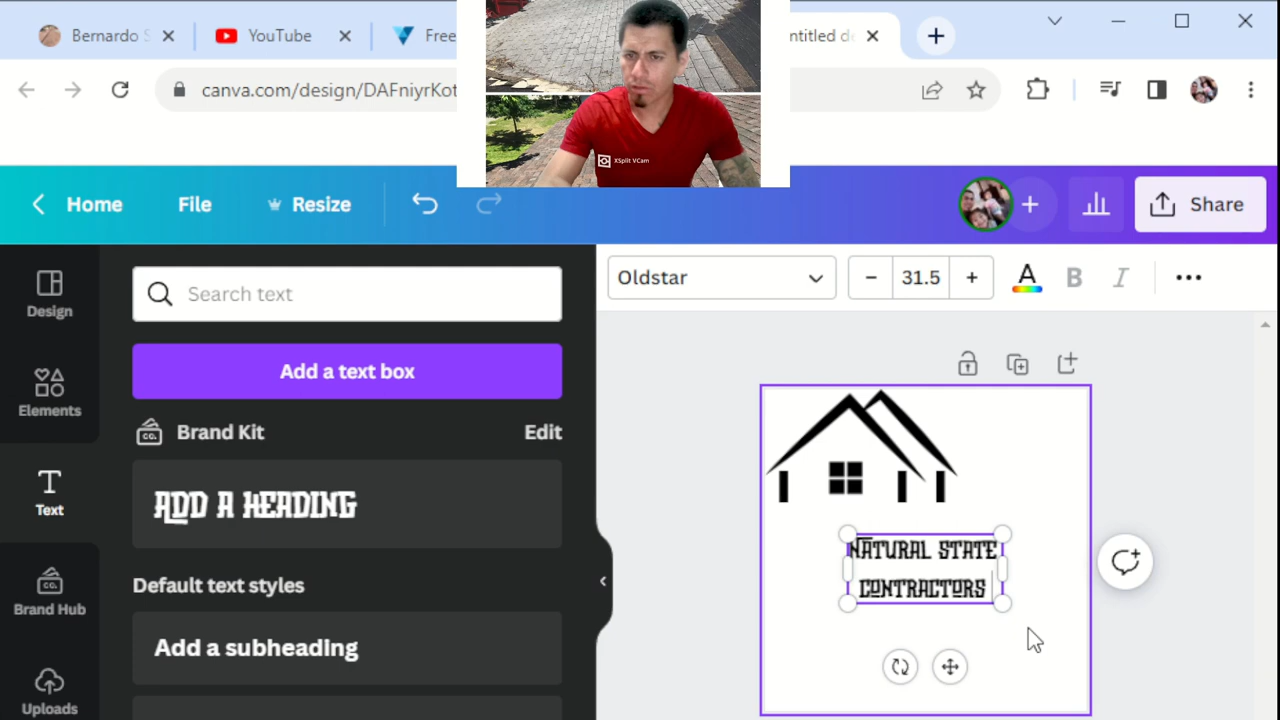 Bernardo S
YouTube
Free
ntitled de
canva.com/design/DAFniyrKot
XSplit VCam
Home
File
Resize
Share
Design
Elements
Text
Brand Hub
Uploads
Search text
Add a text box
CO.
Brand Kit
Edit
ADD A HEADING
Default text styles
Add a subheading
Oldstar
31.5
A
B
I
NATURAL STATE
CONTRACTORS